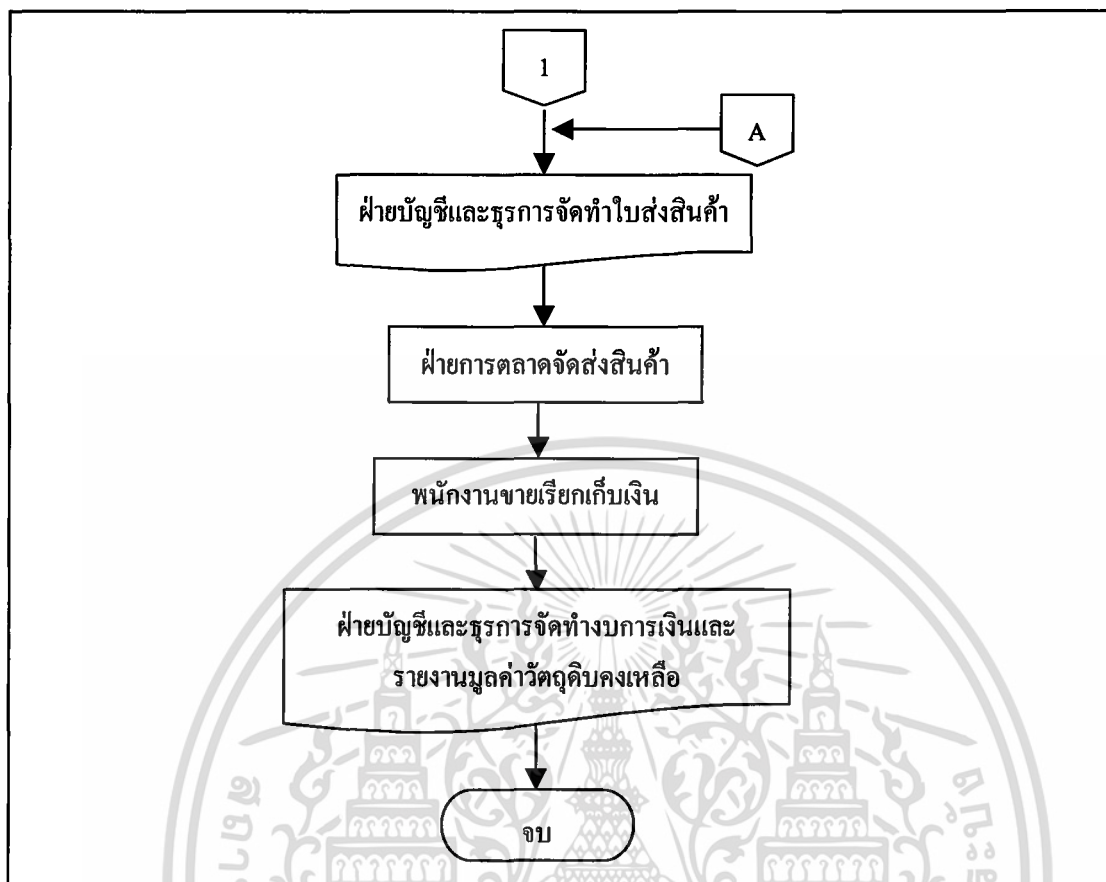 1
A
ฝ่ายบัญชีและธุรการจัดทำใบส่งสินค้า
ฝ่ายการตลาดจัดส่งสินค้า
พนักงานขายเรียกเก็บเงิน
ฝ่ายบัญชีและธุรการจัดทำงบการเงินและ
รายงานมูลค่าวัตถุดิบคงเหลือ
จบ